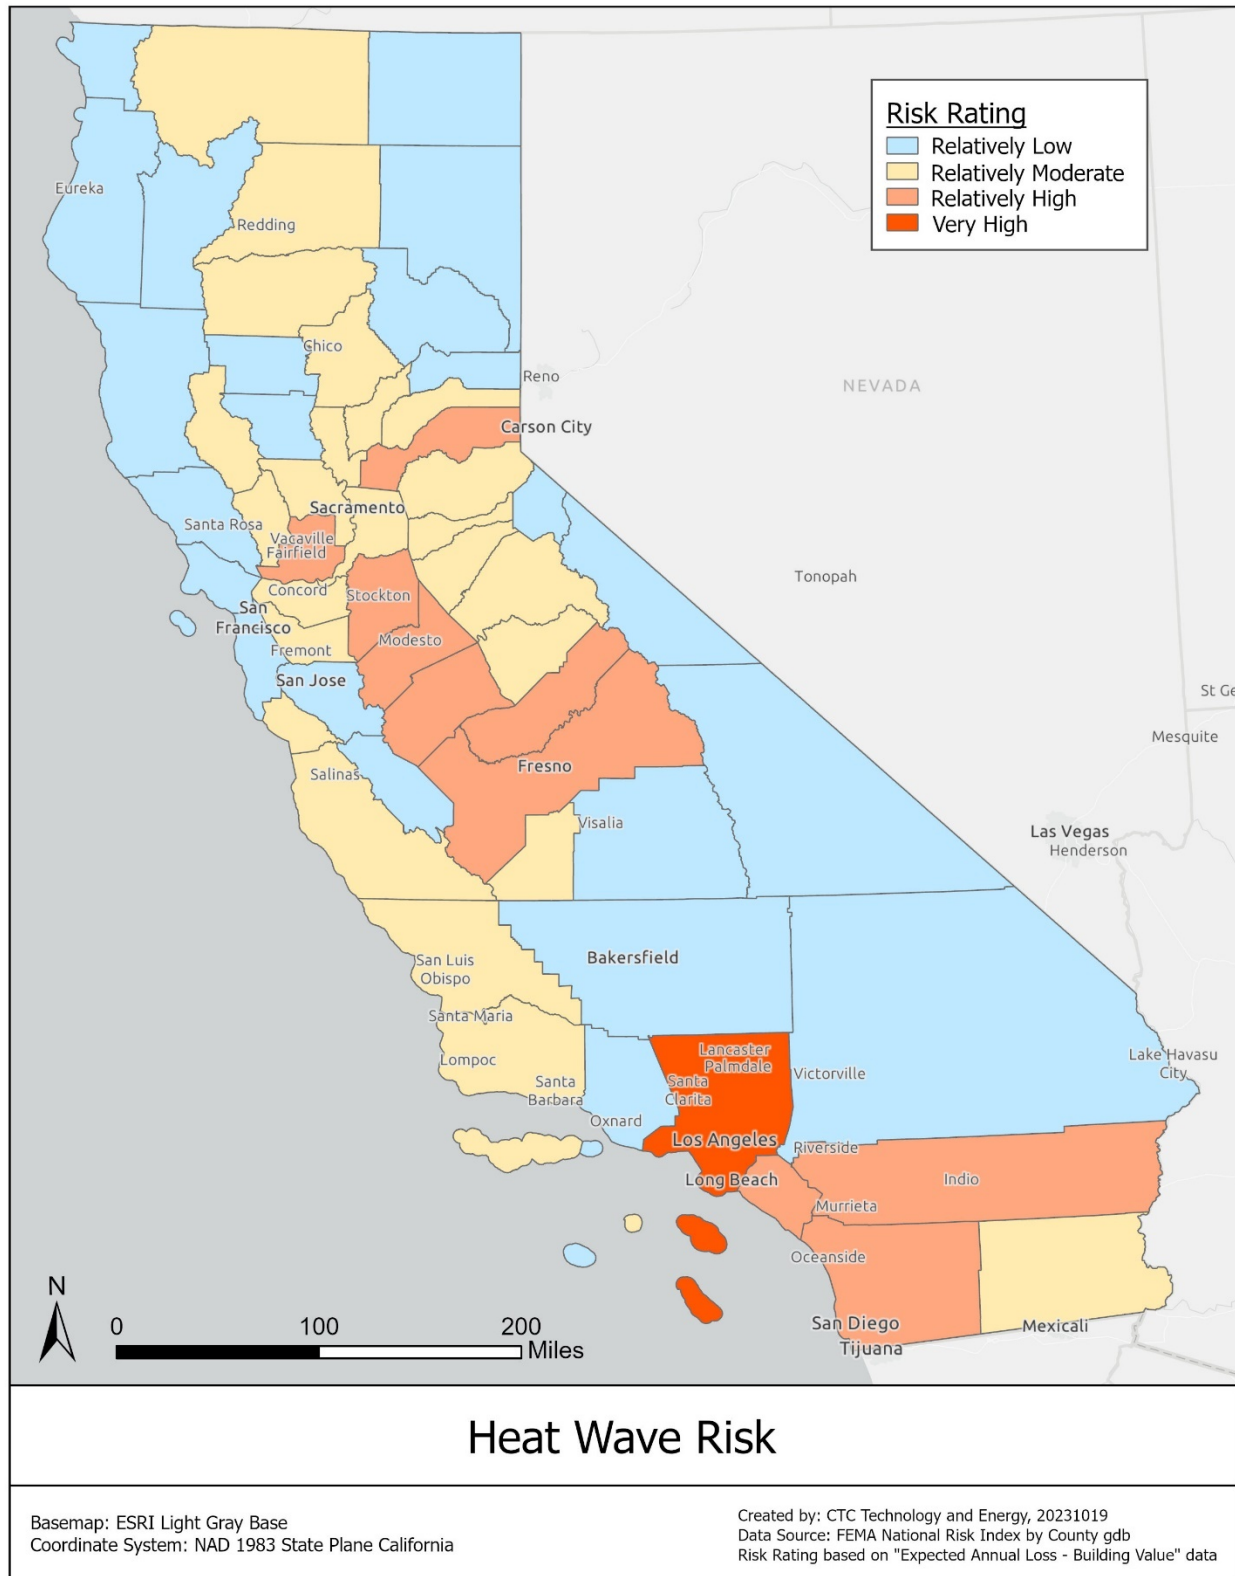 Risk Rating
Relatively Low
Relatively Moderate
Relatively High
Very High
Eureka
Redding
Chico
Reno
NEVADA
Carson City
Sacramento
Santa Rosa
Vacaville
Fairfield
Tonopah
Concord
Stockton
San
Francisco
Modesto
Fremont
San Jose
St Ge
Mesquite
Fresno
Salinas
Visalia
Las Vegas
Henderson
Bakersfield
San Luis
Obispo
Santa Maria
Lompoc
Lancaster
Palmdale
Victorville
Lake Havasu
City
Santa
Barbara
Santa
Clarita
Oxnard
Los Angeles
Riverside
Long Beach
Indio
Murrieta
Oceanside
San Diego
Tijuana
Mexicali
N
0 100 200
Miles
Heat Wave Risk
Basemap: ESRI Light Gray Base
Coordinate System: NAD 1983 State Plane California
Created by: CTC Technology and Energy, 20231019
Data Source: FEMA National Risk Index by County gdb
Risk Rating based on "Expected Annual Loss - Building Value" data